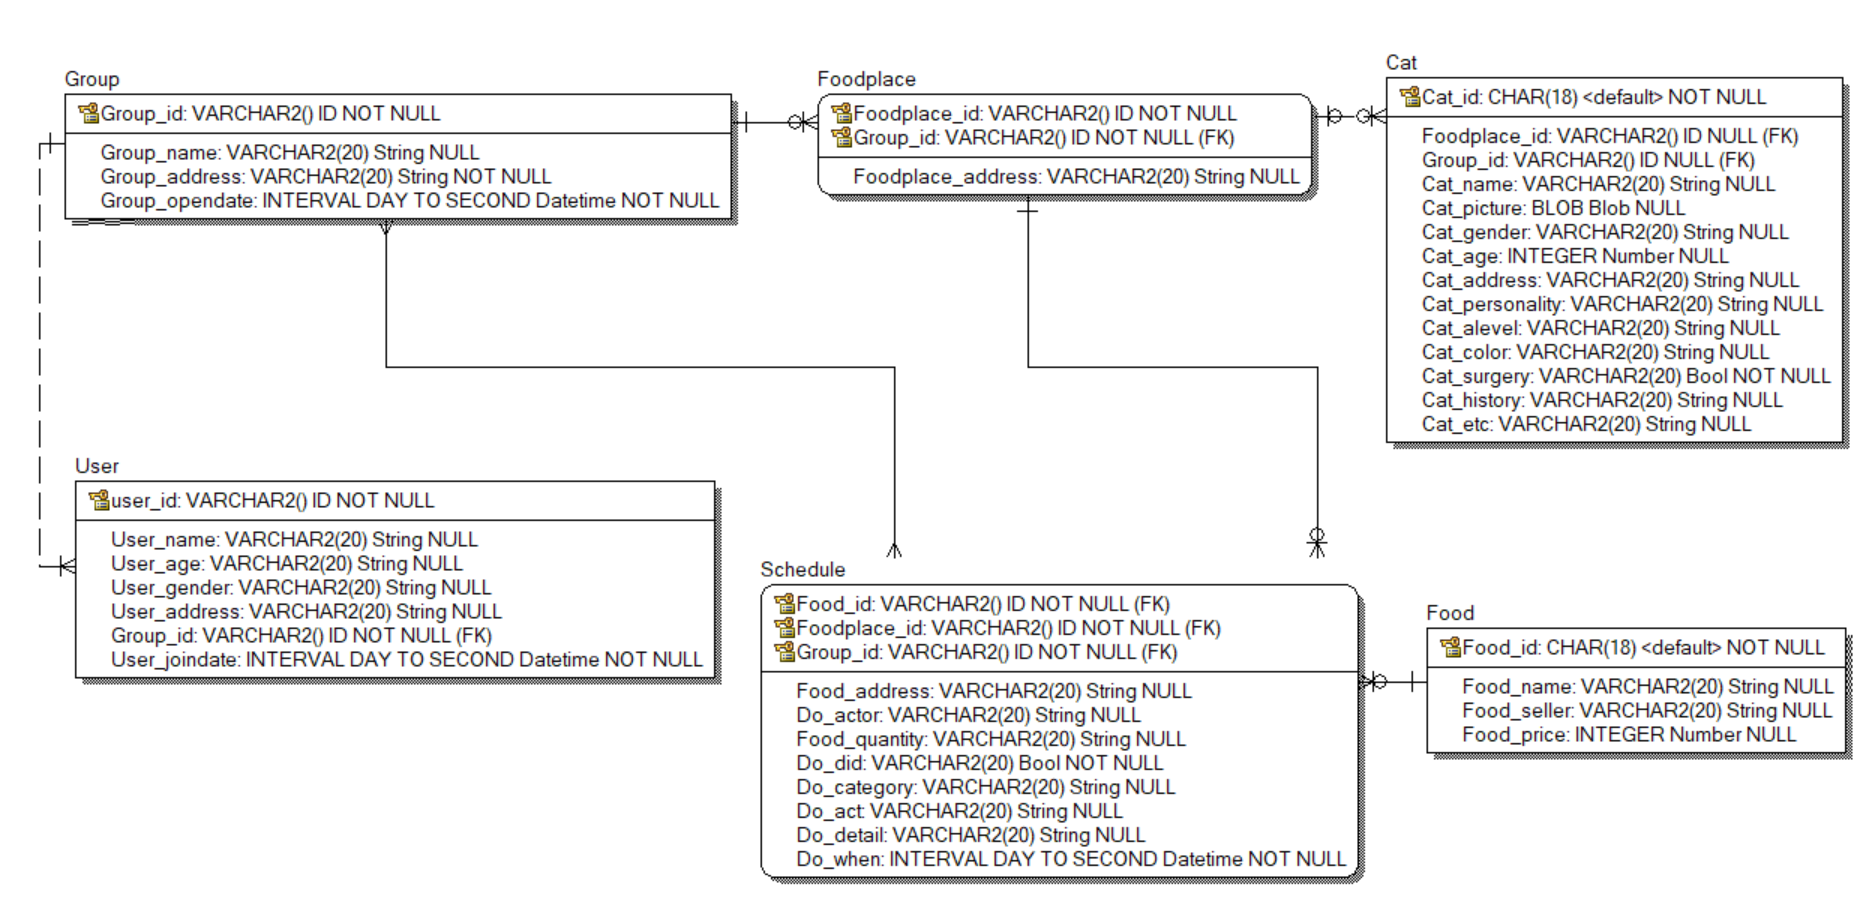 Group
Group_id: VARCHAR2() ID NOT NULL
Group_name: VARCHAR2(20) String NULL
Group_address: VARCHAR2(20) String NOT NULL
Group_opendate: INTERVAL DAY TO SECOND Datetime NOT NULL
Foodplace
Foodplace_id: VARCHAR2() ID NOT NULL
Group_id: VARCHAR2() ID NOT NULL (FK)
Foodplace_address: VARCHAR2(20) String NULL
Cat
Cat_id: CHAR(18) <default> NOT NULL
Foodplace_id: VARCHAR2() ID NULL (FK)
Group_id: VARCHAR2() ID NULL (FK)
Cat_name: VARCHAR2(20) String NULL
Cat_picture: BLOB Blob NULL
Cat_gender: VARCHAR2(20) String NULL
Cat_age: INTEGER Number NULL
Cat_address: VARCHAR2(20) String NULL
Cat_personality: VARCHAR2(20) String NULL
Cat_alevel: VARCHAR2(20) String NULL
Cat_color: VARCHAR2(20) String NULL
Cat_surgery: VARCHAR2(20) Bool NOT NULL
Cat_history: VARCHAR2(20) String NULL
Cat_etc: VARCHAR2(20) String NULL
User
user_id: VARCHAR2() ID NOT NULL
User_name: VARCHAR2(20) String NULL
User_age: VARCHAR2(20) String NULL
User_gender: VARCHAR2(20) String NULL
User_address: VARCHAR2(20) String NULL
Group_id: VARCHAR2() ID NOT NULL (FK)
User_joindate: INTERVAL DAY TO SECOND Datetime NOT NULL
Schedule
Food_id: VARCHAR2() ID NOT NULL (FK)
Foodplace_id: VARCHAR2() ID NOT NULL (FK)
Group_id: VARCHAR2() ID NOT NULL (FK)
Food_address: VARCHAR2(20) String NULL
Do_actor: VARCHAR2(20) String NULL
Food_quantity: VARCHAR2(20) String NULL
Do_did: VARCHAR2(20) Bool NOT NULL
Do_category: VARCHAR2(20) String NULL
Do_act: VARCHAR2(20) String NULL
Do_detail: VARCHAR2(20) String NULL
Do_when: INTERVAL DAY TO SECOND Datetime NOT NULL
Food
Food_id: CHAR(18) <default> NOT NULL
Food_name: VARCHAR2(20) String NULL
Food_seller: VARCHAR2(20) String NULL
Food_price: INTEGER Number NULL